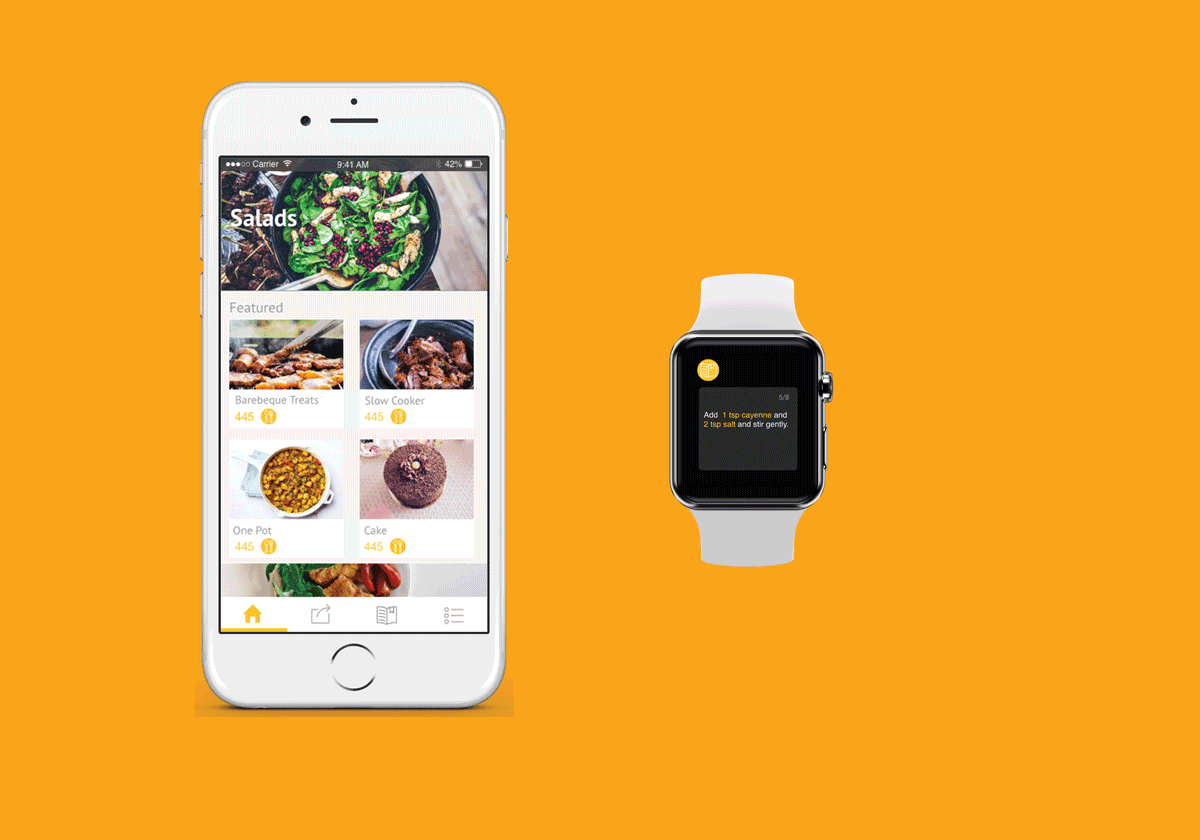 Carrier 9:41 AM 42%
Salads
Featured
Barebeque Treats
445
Slow Cooker
445
One Pot
445
Cake
445
5/8
Add 1 tsp cayenne and
2 tsp salt and stir gently.